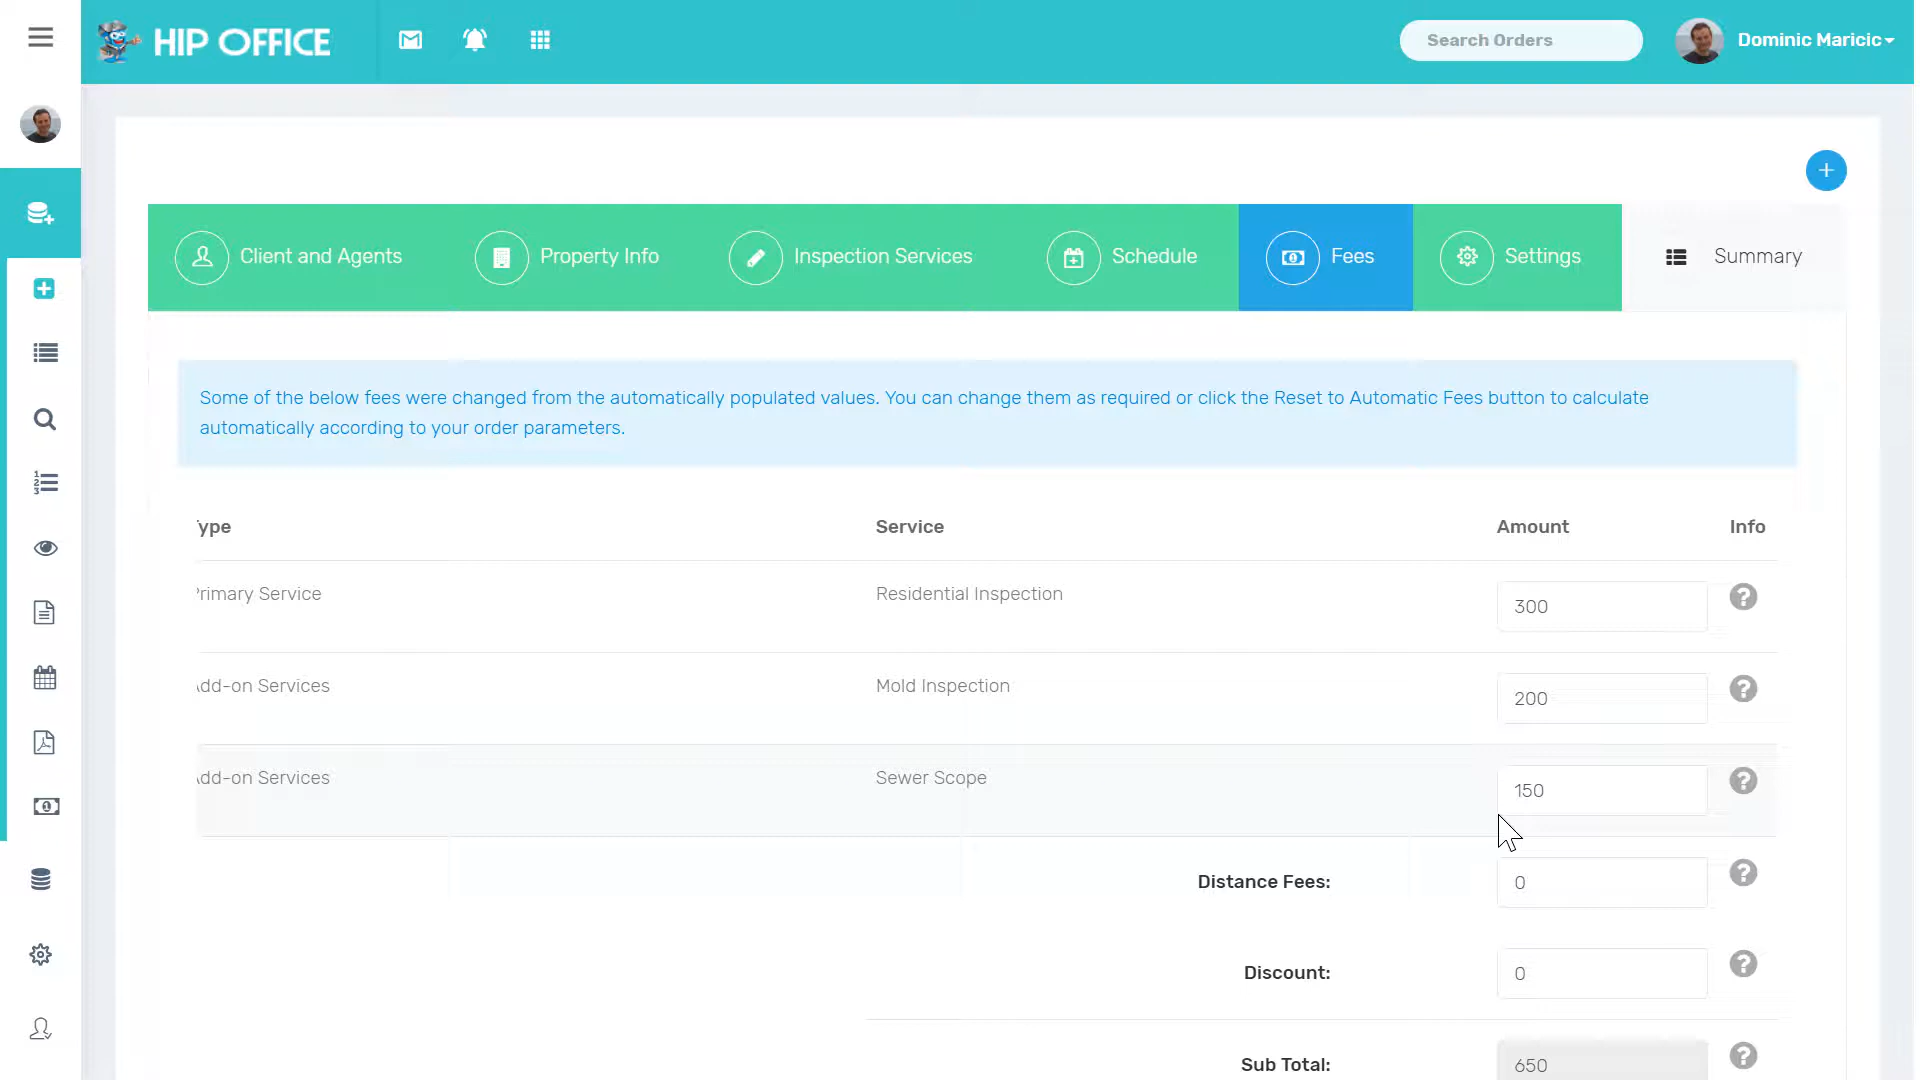 HIP OFFICE
Search Orders
Dominic Maricic
Client and Agents
Property Info
Inspection Services
Schedule
Fees
Settings
Summary
Some of the below fees were changed from the automatically populated values. You can change them as required or click the Reset to Automatic Fees button to calculate
automatically according to your order parameters.
Type Service Amount Info
Primary Service Residential Inspection 300
Add-on Services Mold Inspection 200
Add-on Services Sewer Scope 150
Distance Fees: 0
Discount: 0
Sub Total: 650